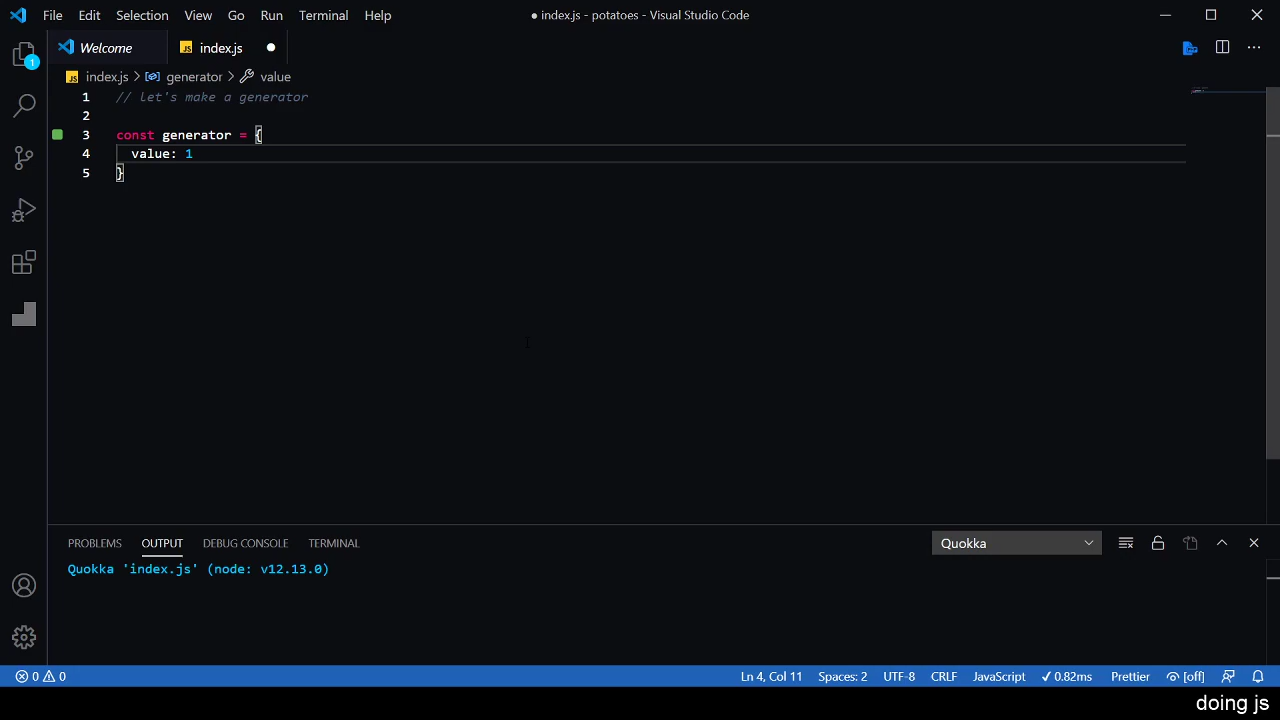 File Edit Selection View Go Run Terminal Help
● index.js - potatoes - Visual Studio Code
Welcome
JS index.js ●
JS index.js > generator > value
1
1 // let's make a generator
2
3 const generator = {
4 value: 1
5 }
PROBLEMS OUTPUT DEBUG CONSOLE TERMINAL
Quokka
Quokka 'index.js' (node: v12.13.0)
0 0
Ln 4, Col 11 Spaces: 2 UTF-8 CRLF JavaScript ✓ 0.82ms Prettier [off]
doing js